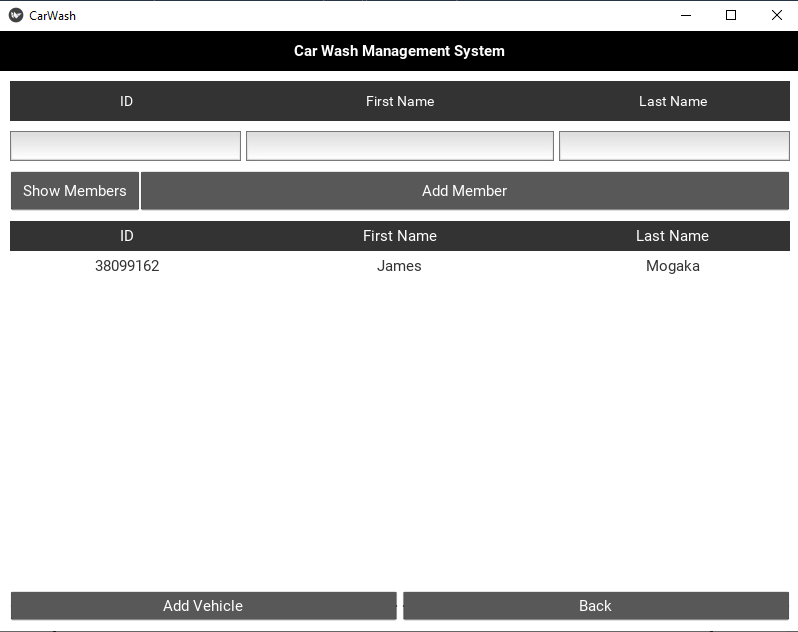 CarWash
Car Wash Management System
ID First Name Last Name
Show Members Add Member
ID First Name Last Name
38099162 James Mogaka
Add Vehicle Back